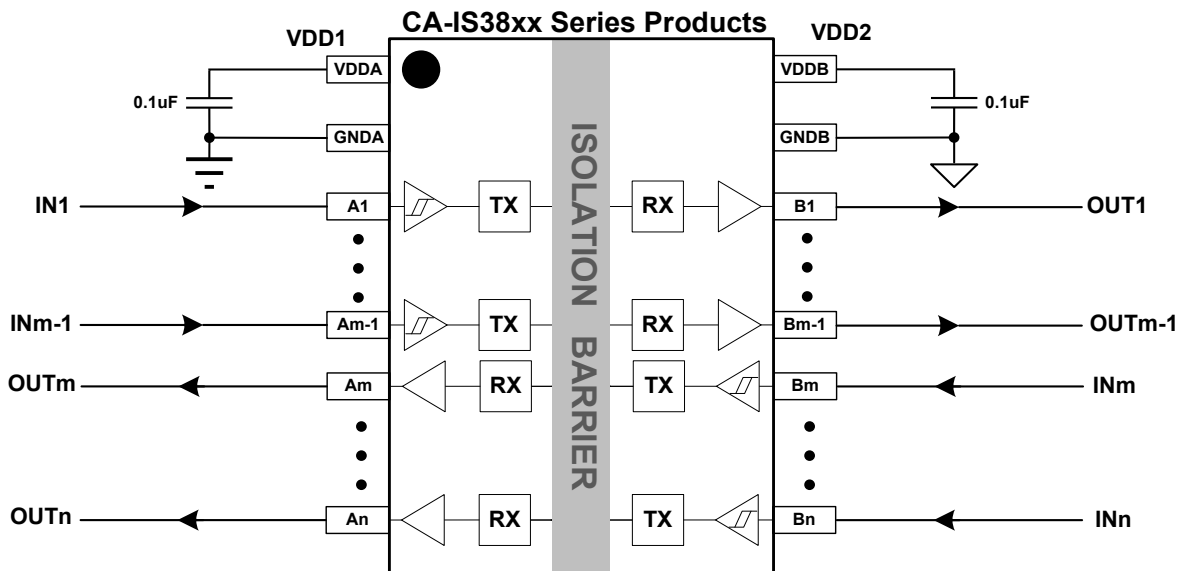 CA-IS38xx Series Products
VDD1
VDD2
VDDA
VDDB
0.1uF
0.1uF
GNDA
GNDB
ISOLATION BARRIER
IN1
A1
TX
RX
B1
OUT1
INm-1
Am-1
TX
RX
Bm-1
OUTm-1
OUTm
Am
RX
TX
Bm
INm
OUTn
An
RX
TX
Bn
INn